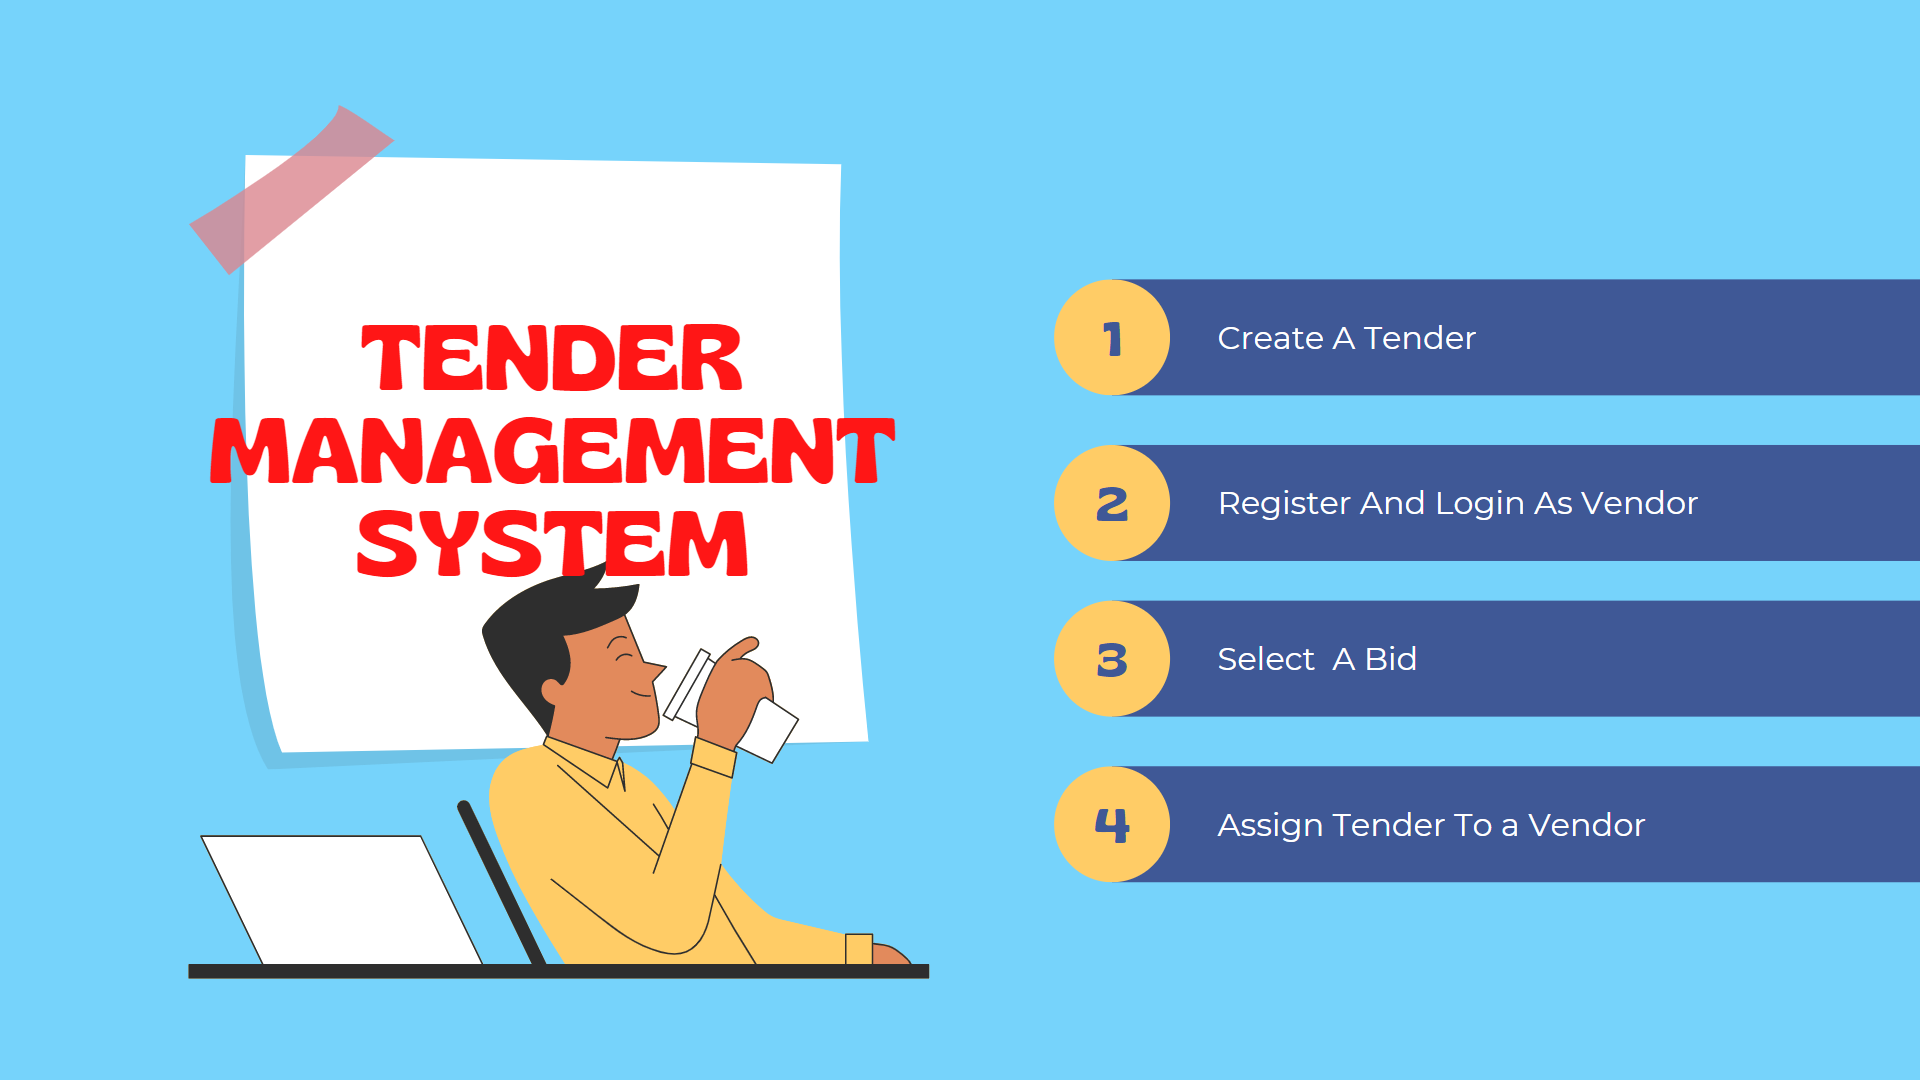 TENDER
MANAGEMENT
SYSTEM
1
Create A Tender
2
Register And Login As Vendor
3
Select  A Bid
4
Assign Tender To a Vendor